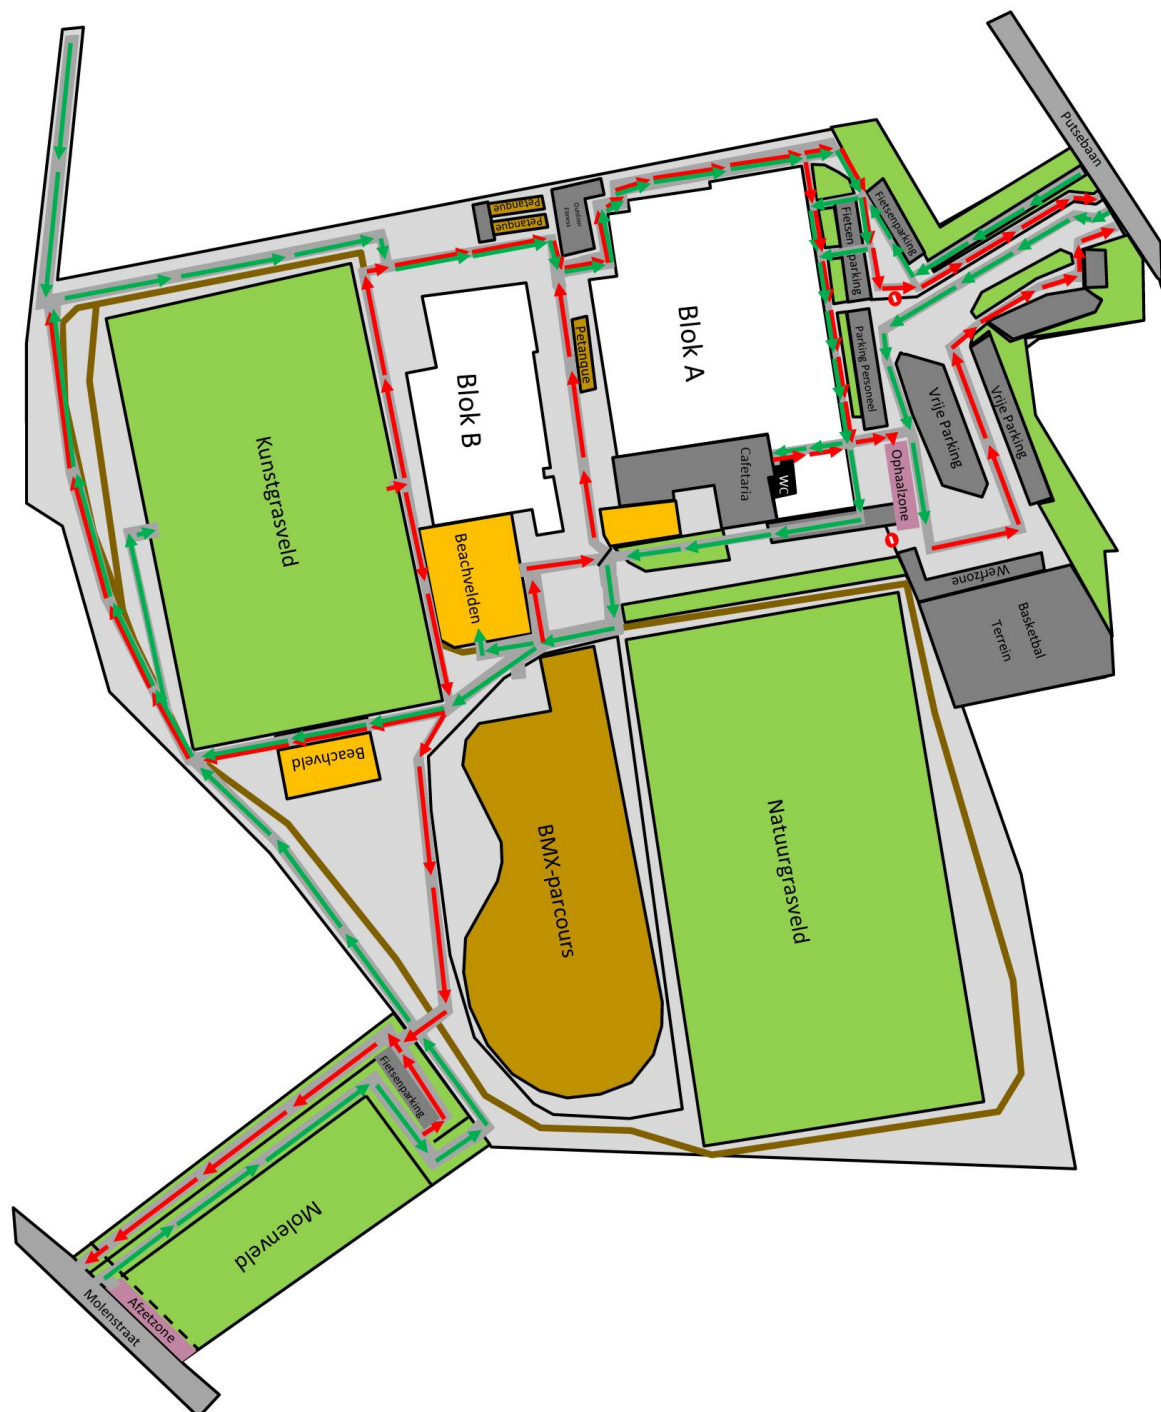 Putsebaan
Fietsenparking
Fietsen
parking
Petanque
Petanque
Outdoor
Fitness
Blok A
Parking Personeel
Petanque
Blok B
Vrije Parking
Vrije Parking
Kunstgrasveld
Cafetaria
WC
Ophaalzone
Beachvelden
Werfzone
Basketbal
Terrein
Beachveld
BMX-parcours
Natuurgrasveld
Fietsenparking
Molenveld
Afzetzone
Molenstraat